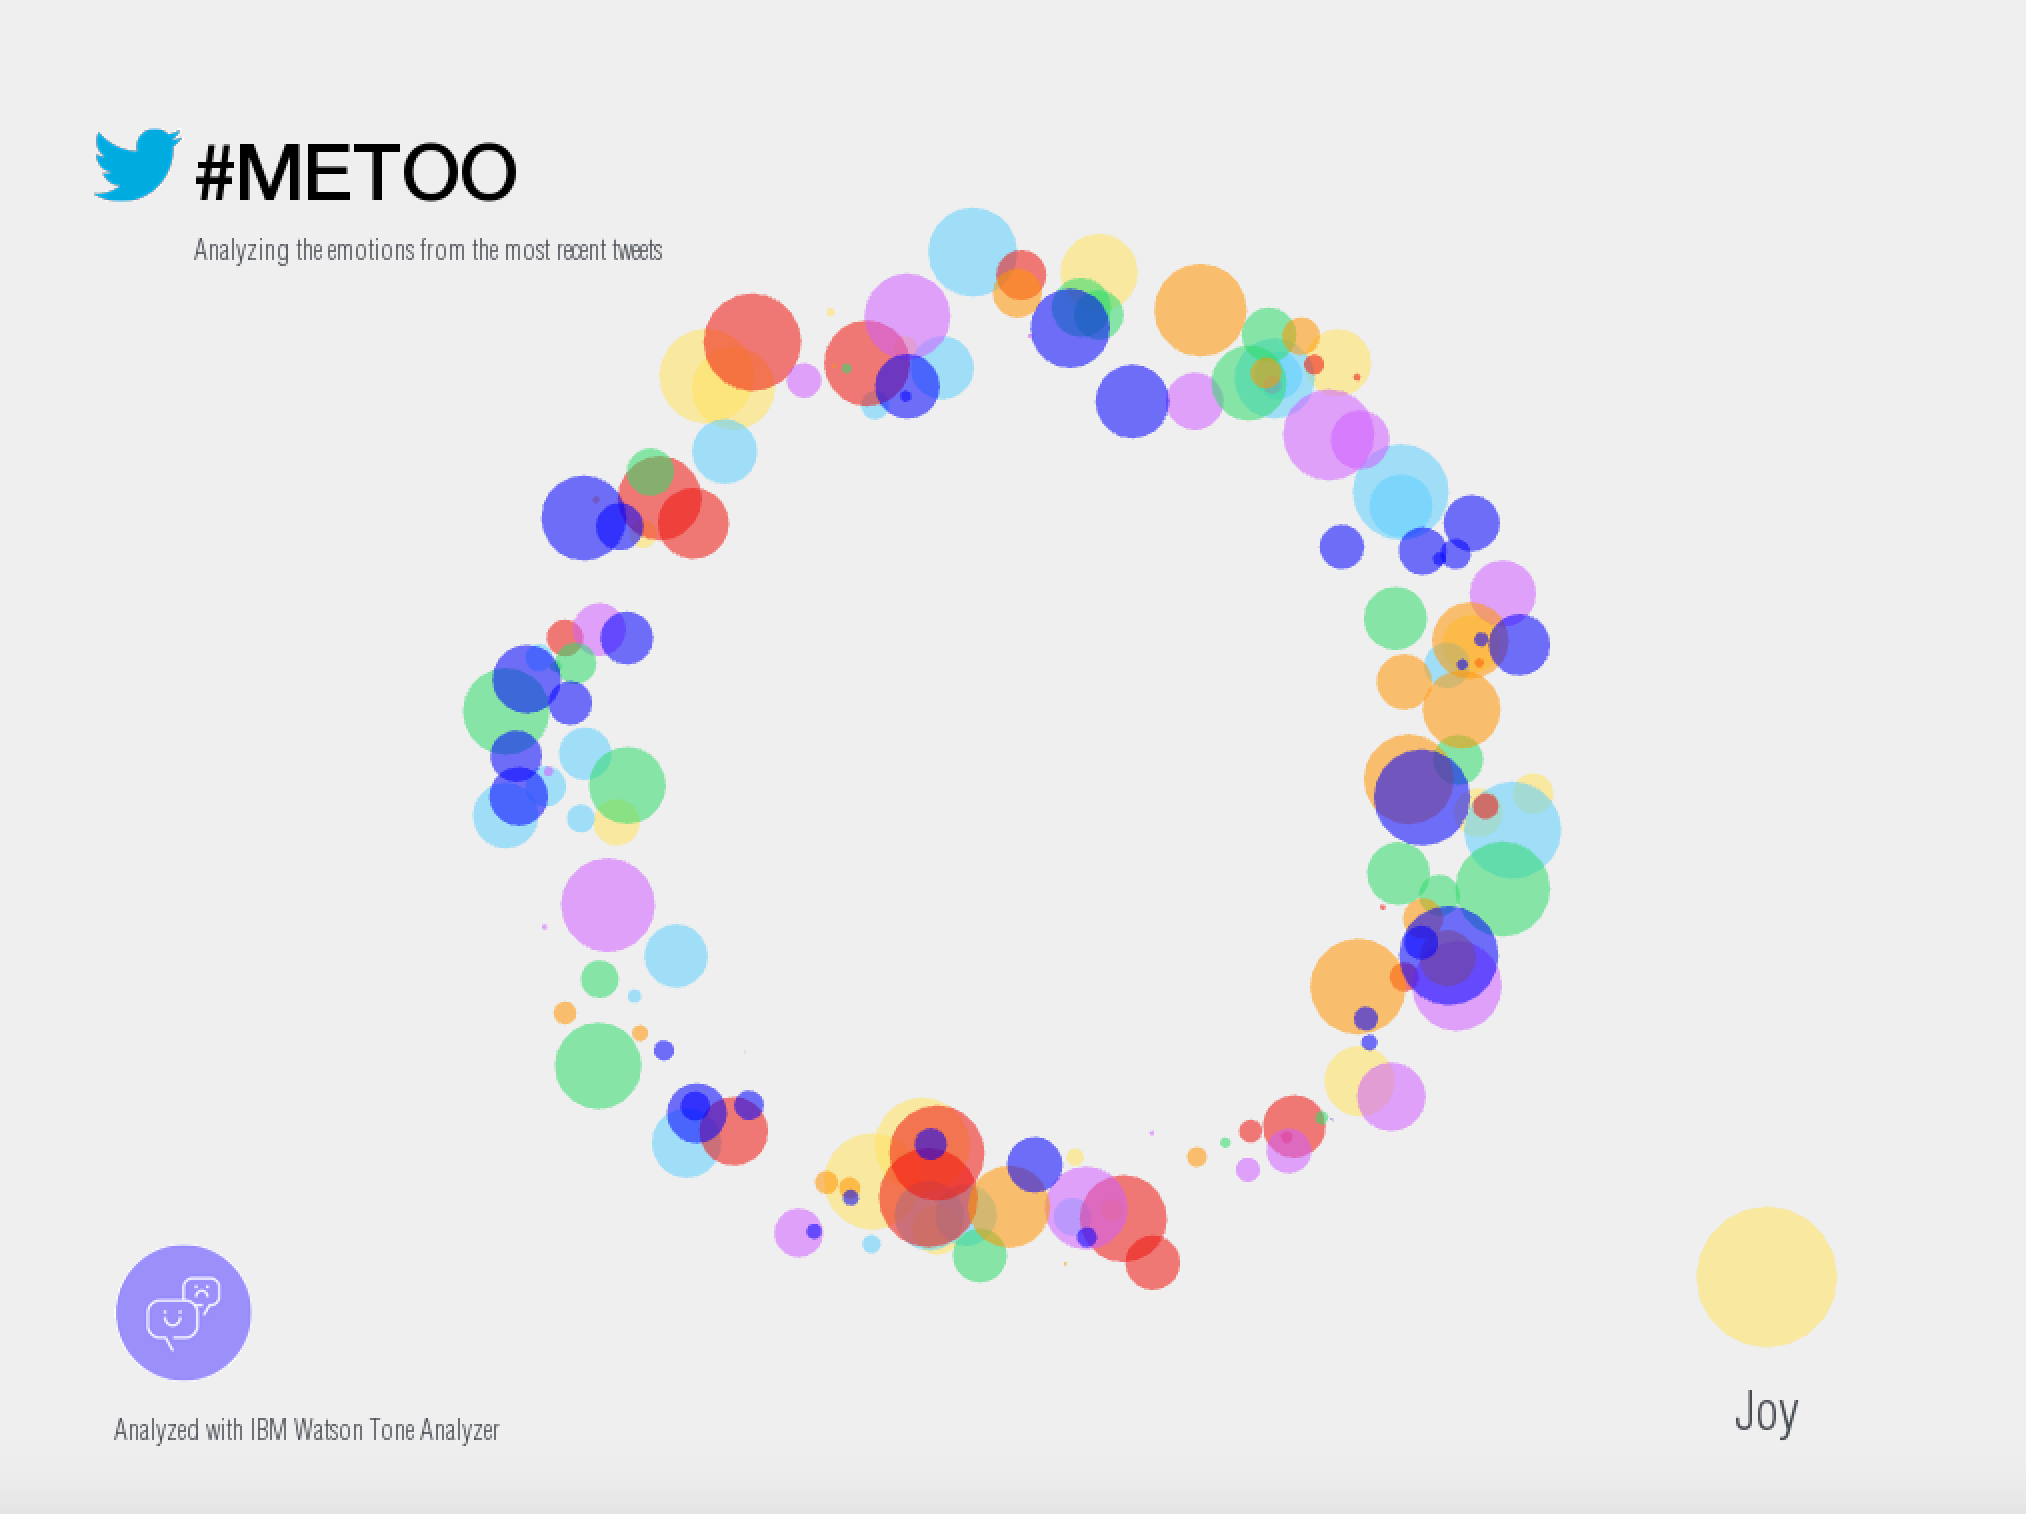 #METOO
Analyzing the emotions from the most recent tweets
Analyzed with IBM Watson Tone Analyzer
Joy